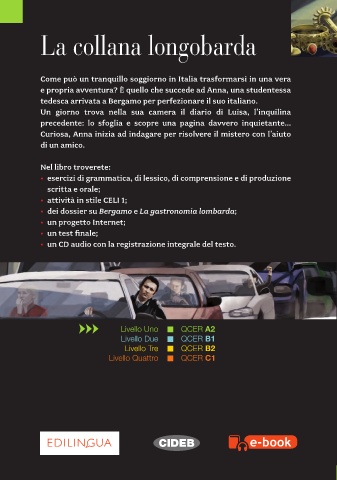 La collana longobarda
Come può un tranquillo soggiorno in Italia trasformarsi in una vera
e propria avventura? È quello che succede ad Anna, una studentessa
tedesca arrivata a Bergamo per perfezionare il suo italiano.
Un giorno trova nella sua camera il diario di Luisa, l'inquilina
precedente: lo sfoglia e scopre una pagina davvero inquietante...
Curiosa, Anna inizia ad indagare per risolvere il mistero con l'aiuto
di un amico.
Nel libro troverete:
• esercizi di grammatica, di lessico, di comprensione e di produzione
scritta e orale;
• attività in stile CELI 1;
• dei dossier su Bergamo e La gastronomia lombarda;
• un progetto Internet;
• un test finale;
• un CD audio con la registrazione integrale del testo.
Livello Uno ■ QCER A2
Livello Due ■ QCER B1
Livello Tre ■ QCER B2
Livello Quattro ■ QCER C1
EDILINGUA CIDEB e-book